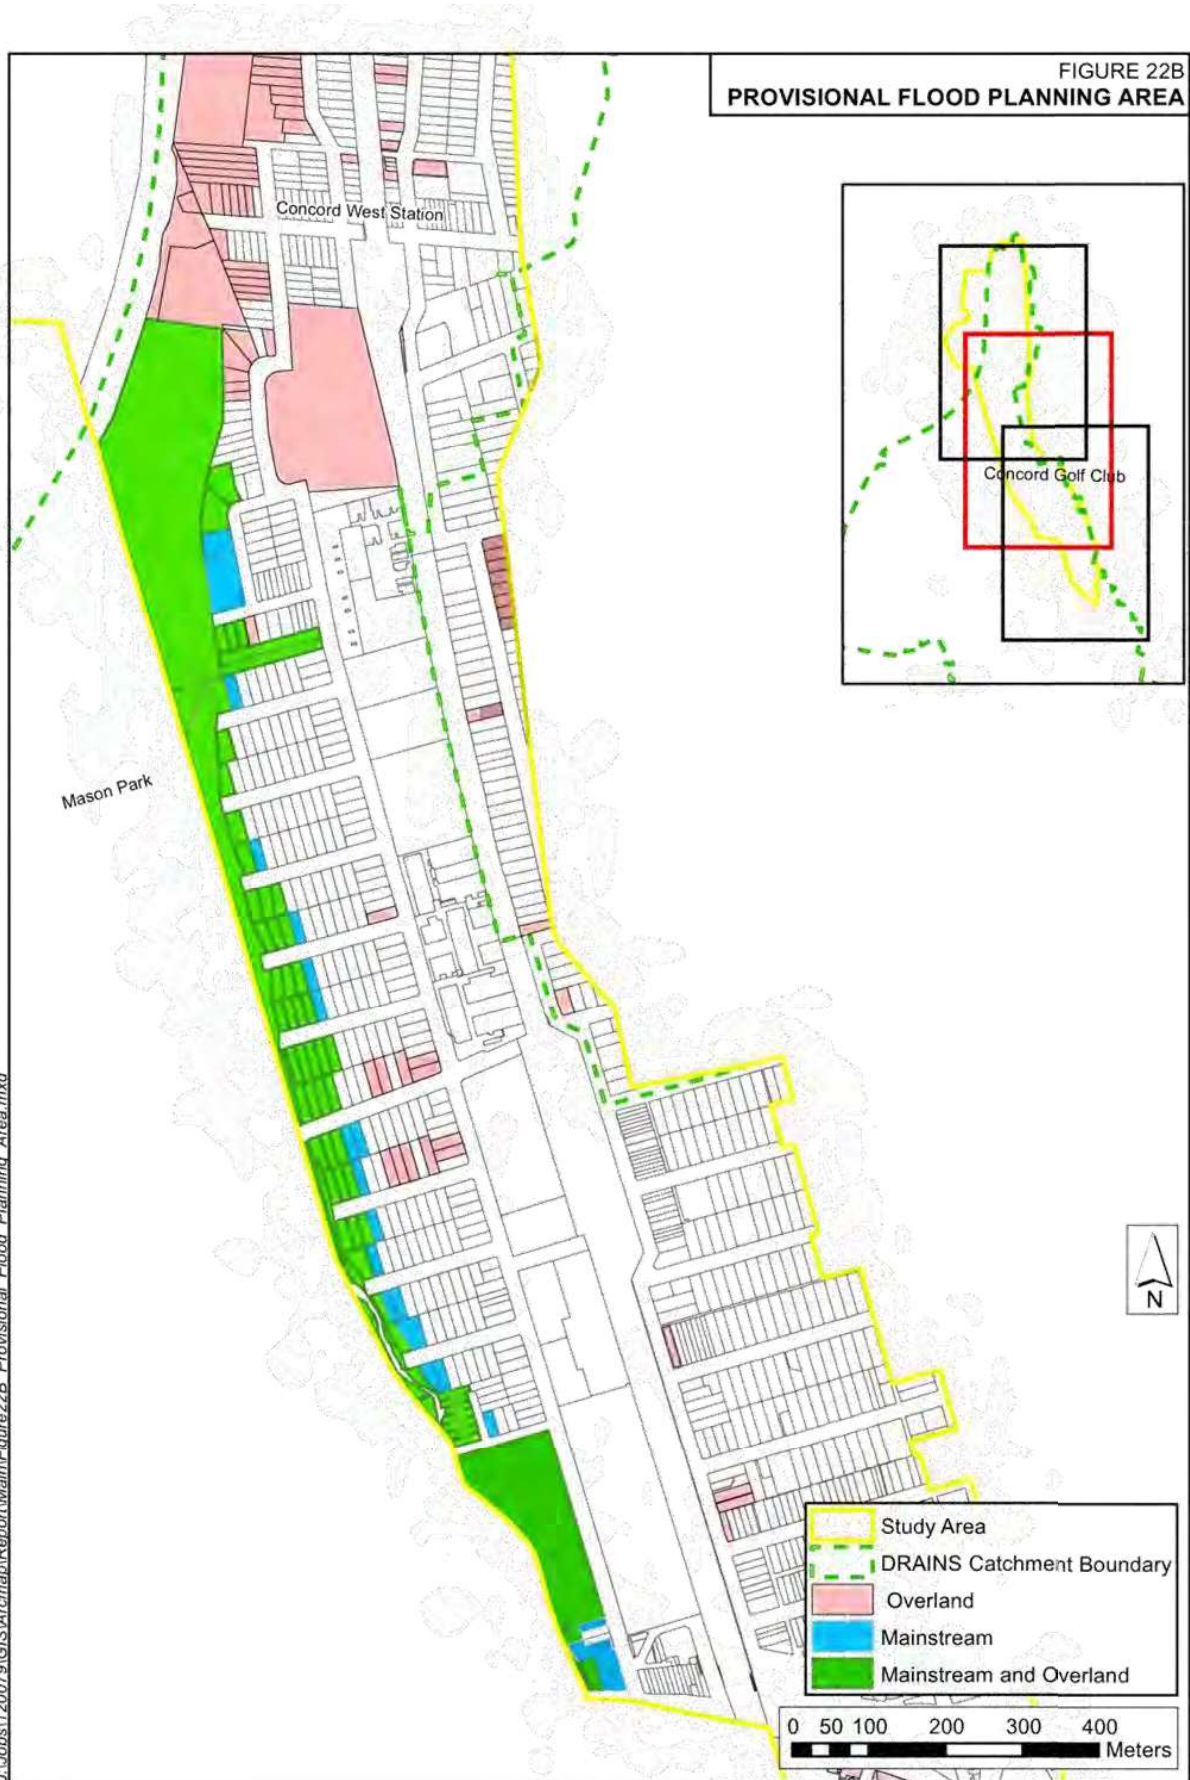 FIGURE 22B
PROVISIONAL FLOOD PLANNING AREA
Concord West Station
Concord Golf Club
Mason Park
N
Study Area
DRAINS Catchment Boundary
Overland
Mainstream
Mainstream and Overland
0 50 100 200 300 400
Meters